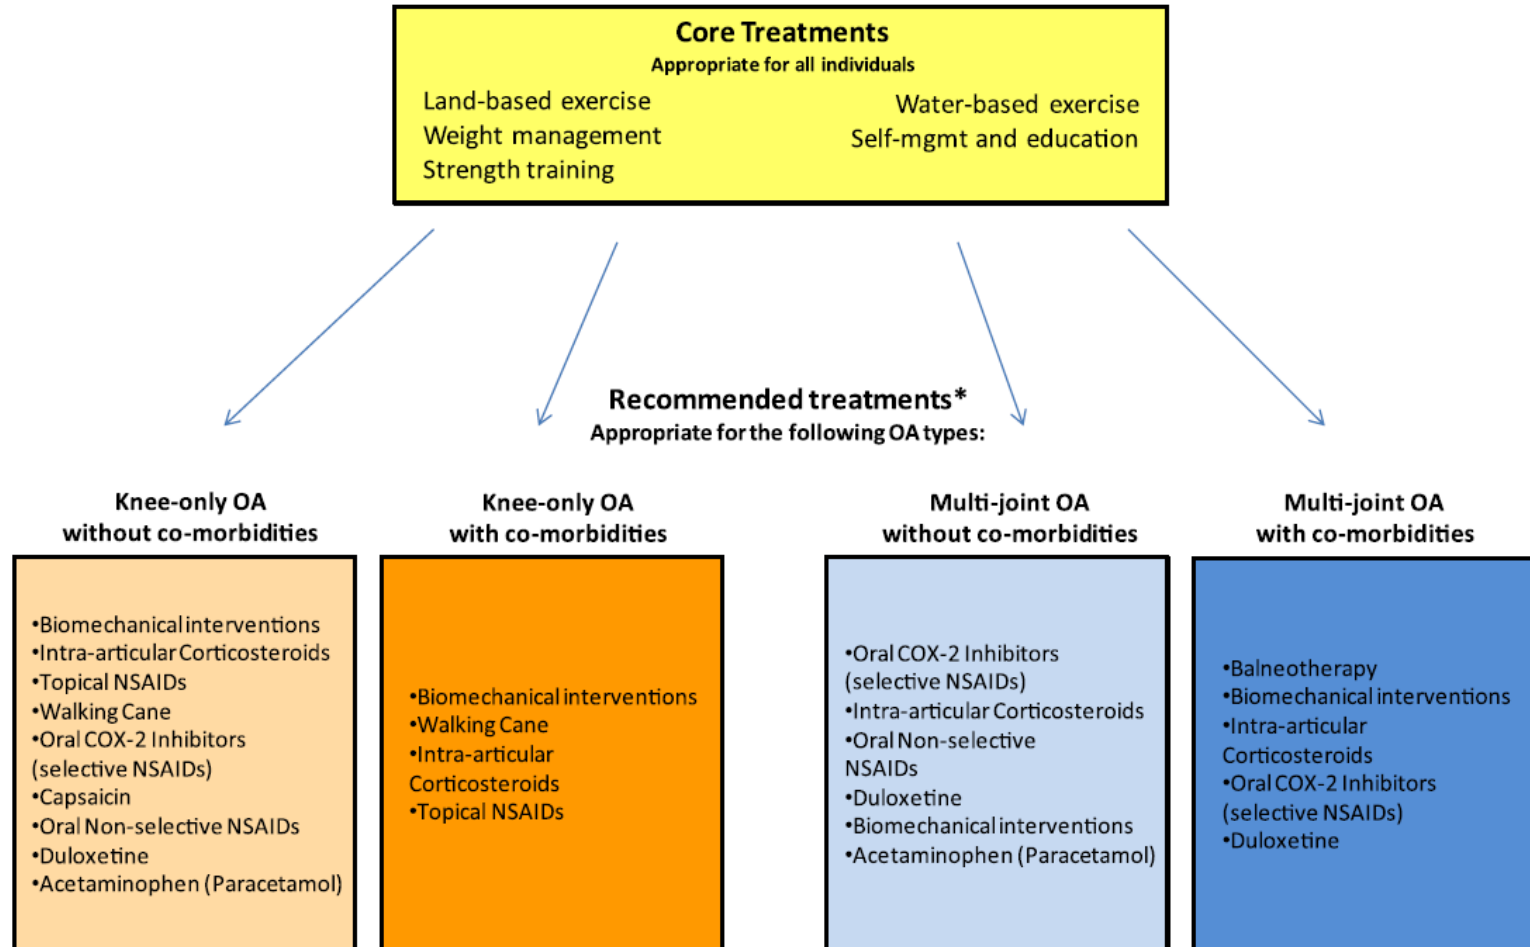 Core Treatments
Appropriate for all individuals
Land-based exercise
Weight management
Strength training
Water-based exercise
Self-mgmt and education
Recommended treatments*
Appropriate for the following OA types:
Knee-only OA
without co-morbidities
•Biomechanical interventions
•Intra-articular Corticosteroids
•Topical NSAIDs
•Walking Cane
•Oral COX-2 Inhibitors
(selective NSAIDs)
•Capsaicin
•Oral Non-selective NSAIDs
•Duloxetine
•Acetaminophen (Paracetamol)
Knee-only OA
with co-morbidities
•Biomechanical interventions
•Walking Cane
•Intra-articular
Corticosteroids
•Topical NSAIDs
Multi-joint OA
without co-morbidities
•Oral COX-2 Inhibitors
(selective NSAIDs)
•Intra-articular Corticosteroids
•Oral Non-selective
NSAIDs
•Duloxetine
•Biomechanical interventions
•Acetaminophen (Paracetamol)
Multi-joint OA
with co-morbidities
•Balneotherapy
•Biomechanical interventions
•Intra-articular
Corticosteroids
•Oral COX-2 Inhibitors
(selective NSAIDs)
•Duloxetine